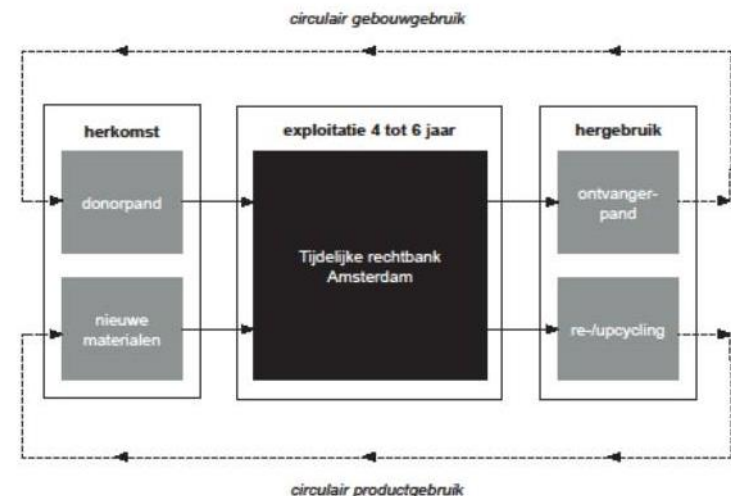 circulair gebouwgebruik
herkomst
exploitatie 4 tot 6 jaar
hergebruik
donorpand
ontvanger-
pand
Tijdelijke rechtbank
Amsterdam
nieuwe
materialen
re-/upcycling
circulair productgebruik